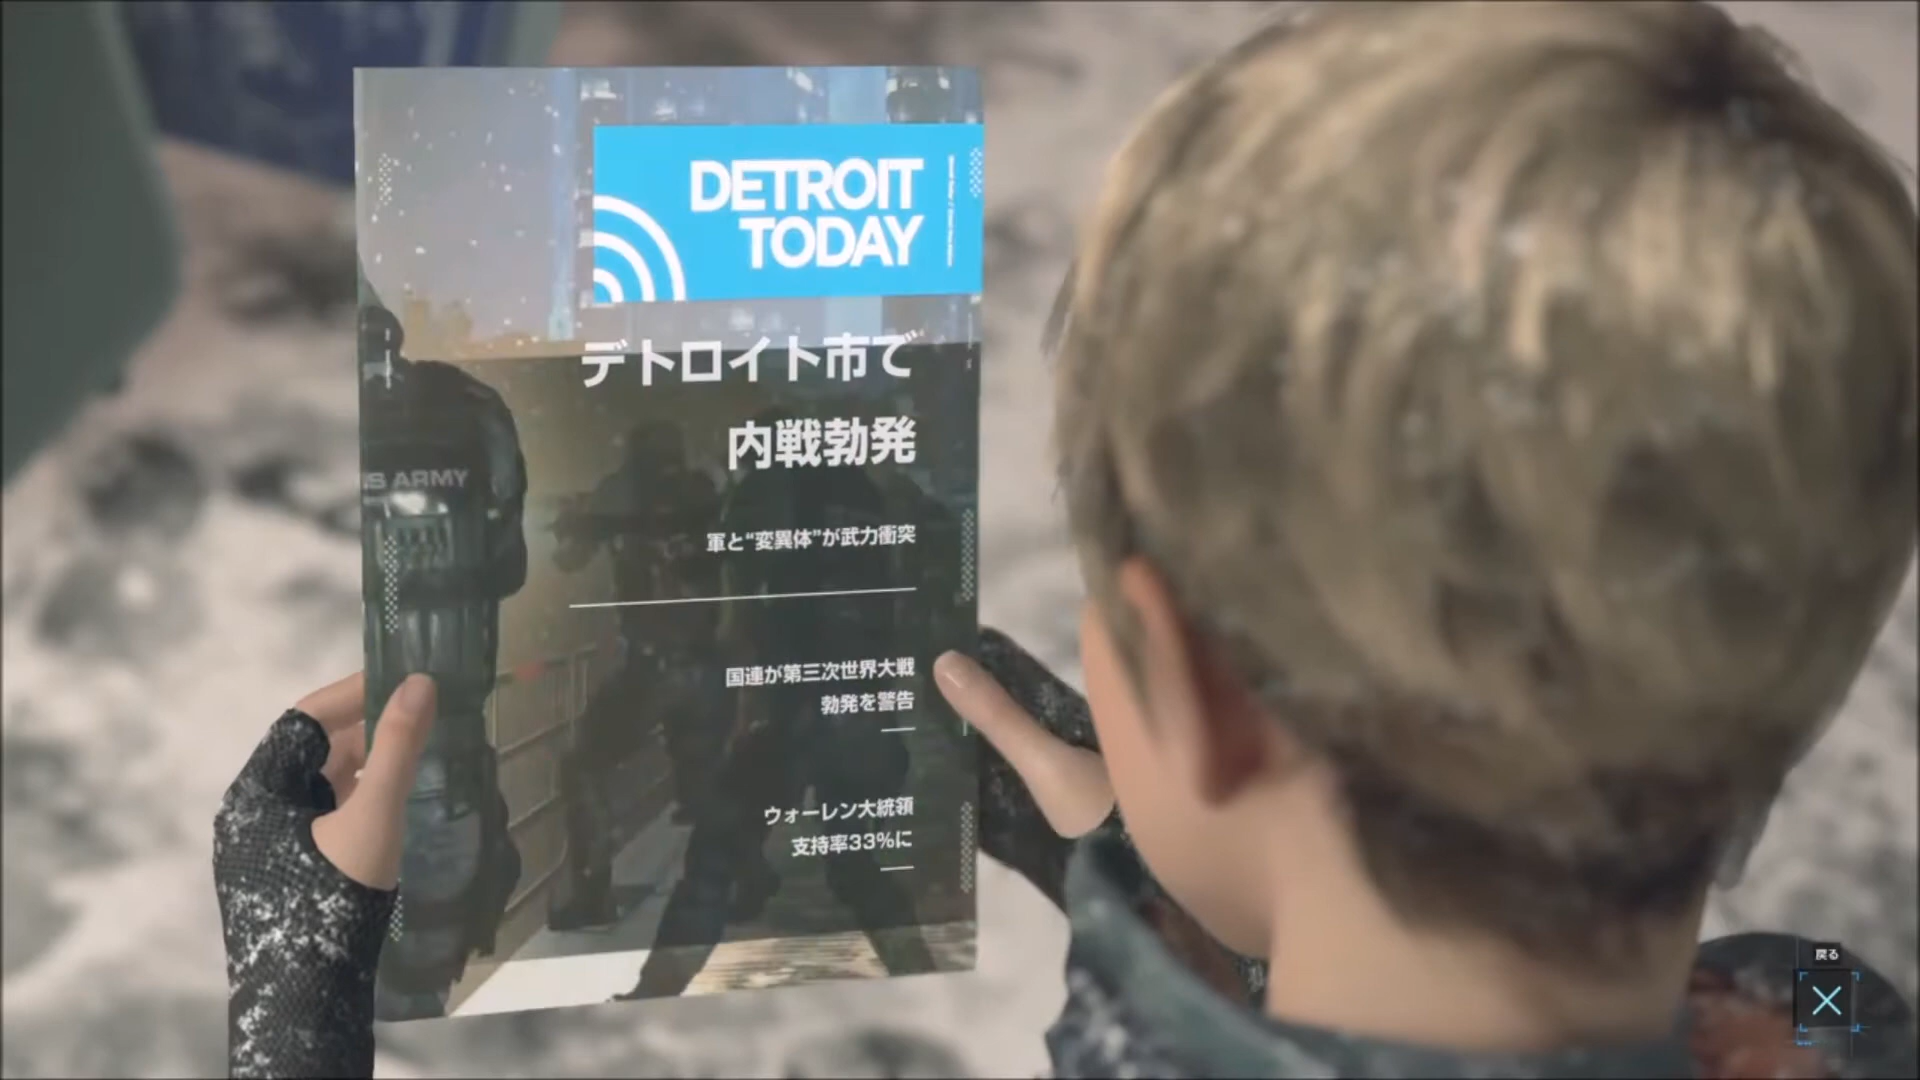 DETROIT
TODAY
デトロイト市で
内戦勃発
US ARMY
軍と“変異体”が武力衝突
国連が第三次世界大戦
勃発を警告
ウォーレン大統領
支持率33%に
戻る